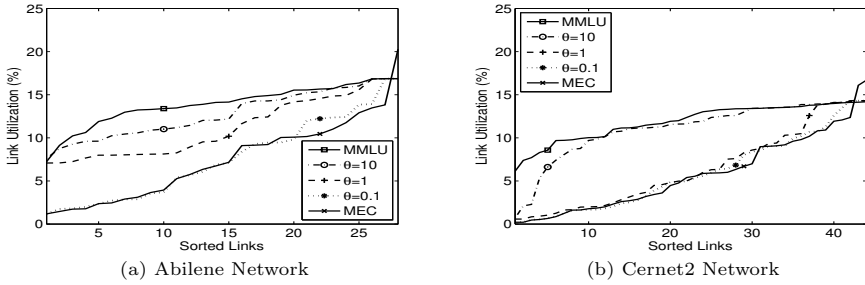 25
20
15
10
5
0
Link Utilization (%)
5 10 15 20 25
Sorted Links
MMLU
θ=10
θ=1
θ=0.1
MEC
(a) Abilene Network
25
20
15
10
5
0
Link Utilization (%)
10 20 30 40
Sorted Links
MMLU
θ=10
θ=1
θ=0.1
MEC
(b) Cernet2 Network